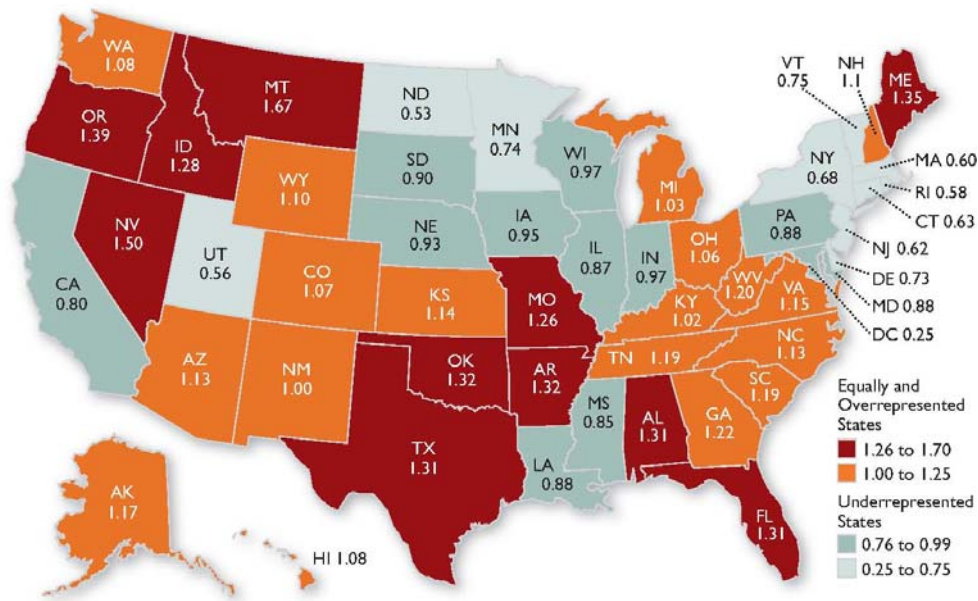 WA
1.08
OR
1.39
ID
1.28
MT
1.67
ND
0.53
MN
0.74
SD
0.90
WI
0.97
WY
1.10
NV
1.50
UT
0.56
CA
0.80
CO
1.07
NE
0.93
IA
0.95
KS
1.14
MO
1.26
IL
0.87
IN
0.97
MI
1.03
OH
1.06
PA
0.88
NY
0.68
VT
0.75
NH
1.1
ME
1.35
MA 0.60
RI 0.58
CT 0.63
NJ 0.62
DE 0.73
MD 0.88
DC 0.25
WV
1.20
VA
1.15
KY
1.02
TN 1.19
NC
1.13
SC
1.19
GA
1.22
AL
1.31
MS
0.85
LA
0.88
AR
1.32
OK
1.32
TX
1.31
NM
1.00
AZ
1.13
FL
1.31
AK
1.17
HI 1.08
Equally and
Overrepresented
States
1.26 to 1.70
1.00 to 1.25
Underrepresented
States
0.76 to 0.99
0.25 to 0.75